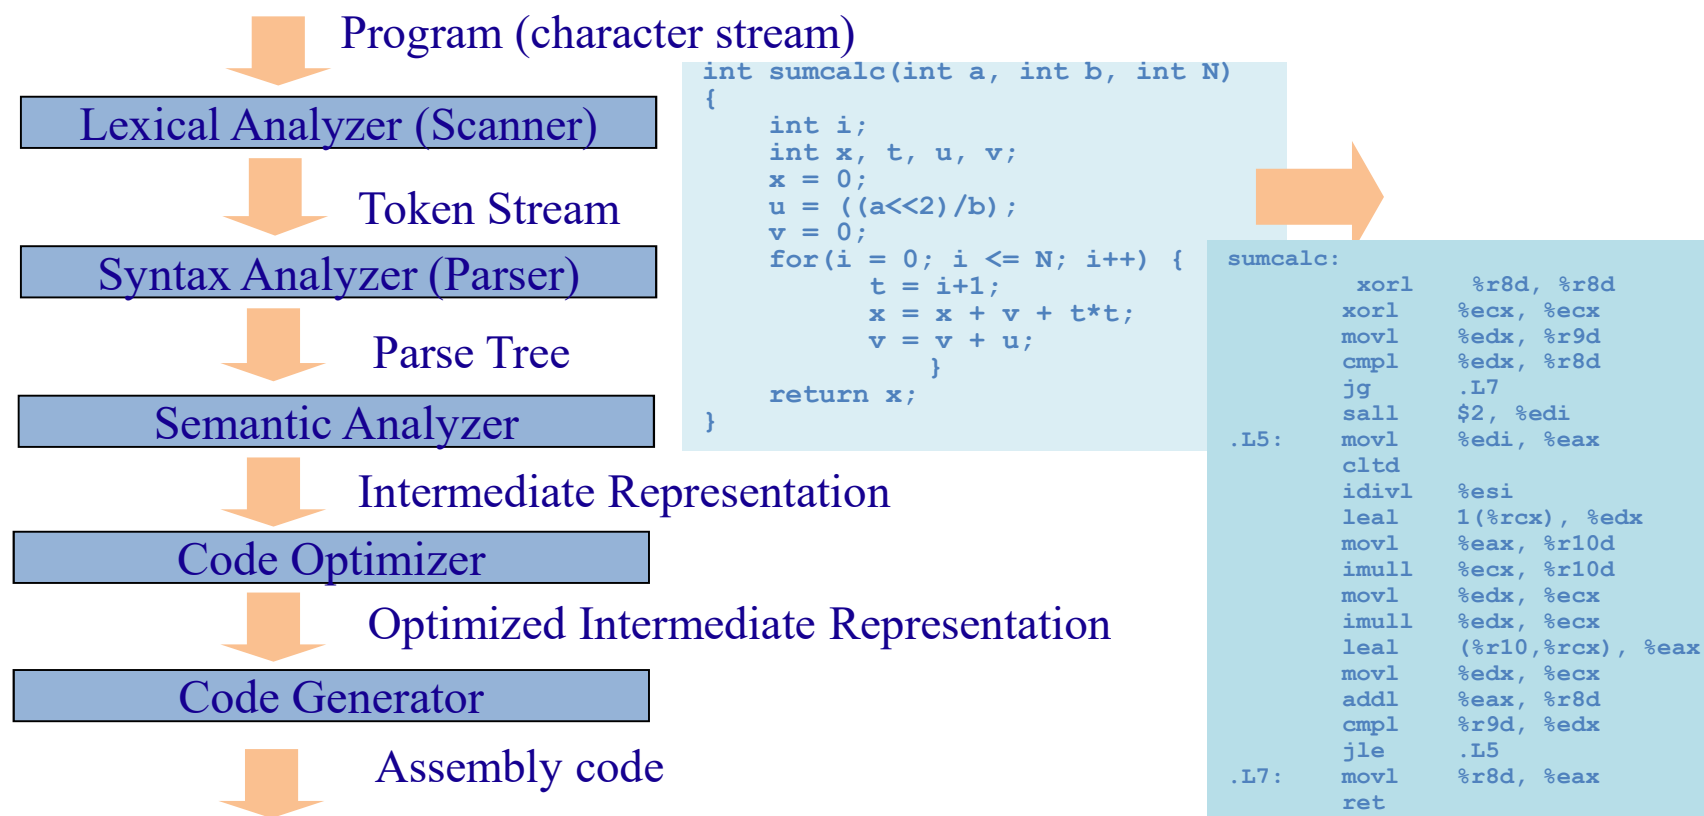 Program (character stream)
Lexical Analyzer (Scanner)
Token Stream
Syntax Analyzer (Parser)
Parse Tree
Semantic Analyzer
Intermediate Representation
Code Optimizer
Optimized Intermediate Representation
Code Generator
Assembly code
int sumcalc(int a, int b, int N)
{
int i;
int x, t, u, v;
x = 0;
u = ((a<<2)/b);
v = 0;
for(i = 0; i <= N; i++) {
t = i+1;
x = x + v + t*t;
v = v + u;
}
return x;
}
sumcalc:
xorl %r8d, %r8d
xorl %ecx, %ecx
movl %edx, %r9d
cmpl %edx, %r8d
jg .L7
sall $2, %edi
.L5: movl %edi, %eax
cltd
idivl %esi
leal 1(%rcx), %edx
movl %eax, %r10d
imull %ecx, %r10d
movl %edx, %ecx
imull %edx, %ecx
leal (%r10,%rcx), %eax
movl %edx, %ecx
addl %eax, %r8d
cmpl %r9d, %edx
jle .L5
.L7: movl %r8d, %eax
ret